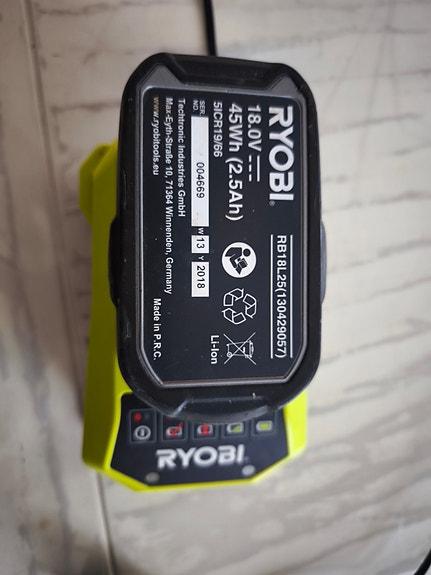 RYOBI®
18.0V
45Wh (2.5Ah)
5ICR19/66
RB18L25(130429057)
SER.
NO. 004669 W 13 Y 2018
Techtronic Industries GmbH
Max-Eyth-Straße 10, 71364 Winnenden, Germany
www.ryobitools.eu
Made in P.R.C.
Li-Ion
RYOBI